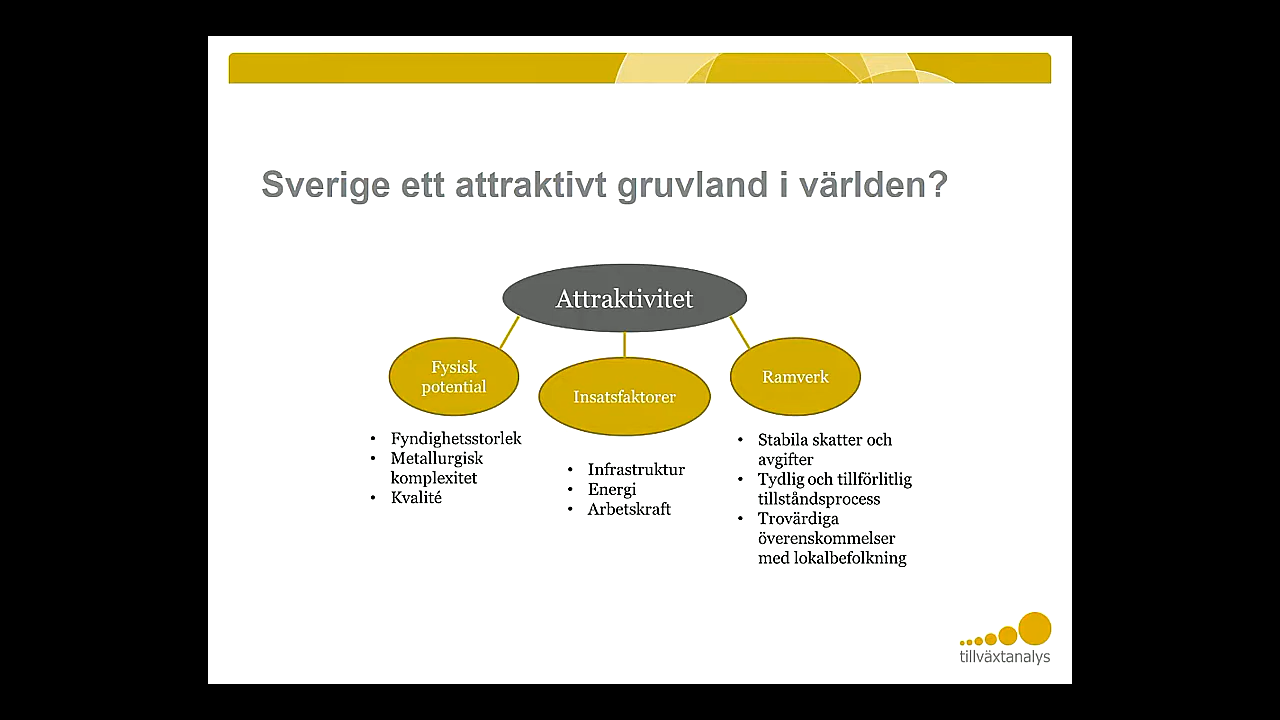 Sverige ett attraktivt gruvland i världen?
Attraktivitet
Fysisk
potential
Insatsfaktorer
Ramverk
• Fyndighetsstorlek
• Metallurgisk
komplexitet
• Kvalité
• Infrastruktur
• Energi
• Arbetskraft
• Stabila skatter och
avgifter
• Tydlig och tillförlitlig
tillståndsprocess
• Trovärdiga
överenskommelser
med lokalbefolkning
tillväxtanalys